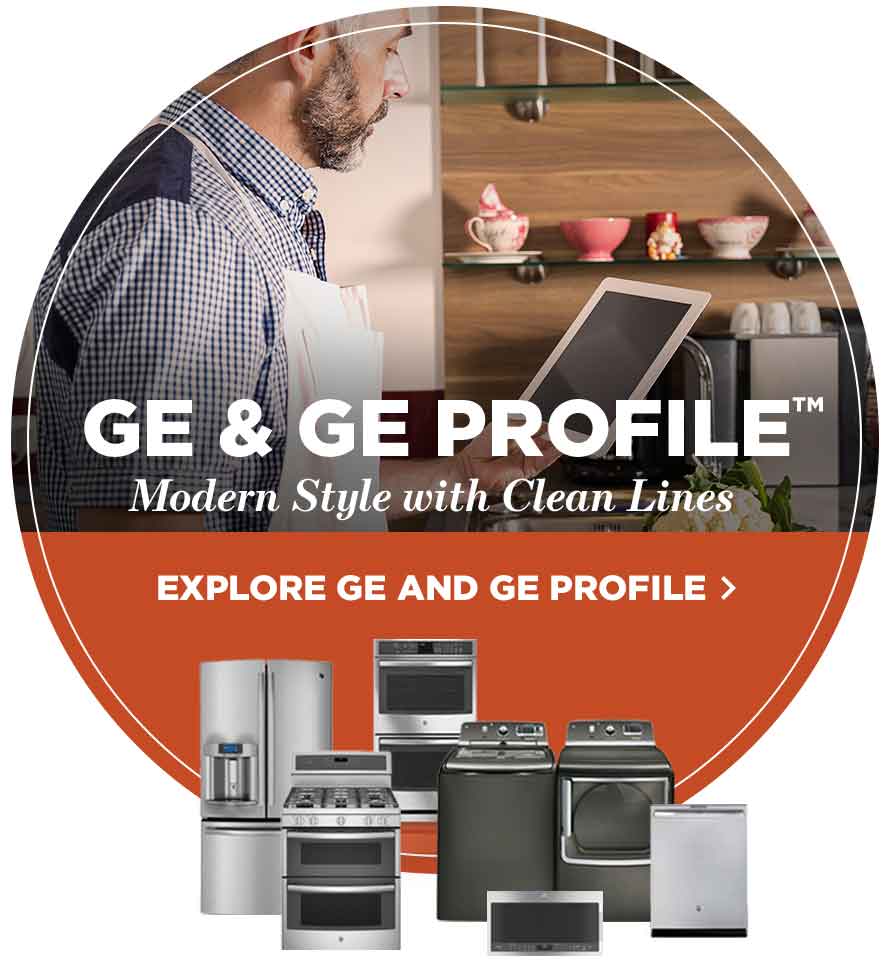 GE & GE PROFILE™
Modern Style with Clean Lines
EXPLORE GE AND GE PROFILE >